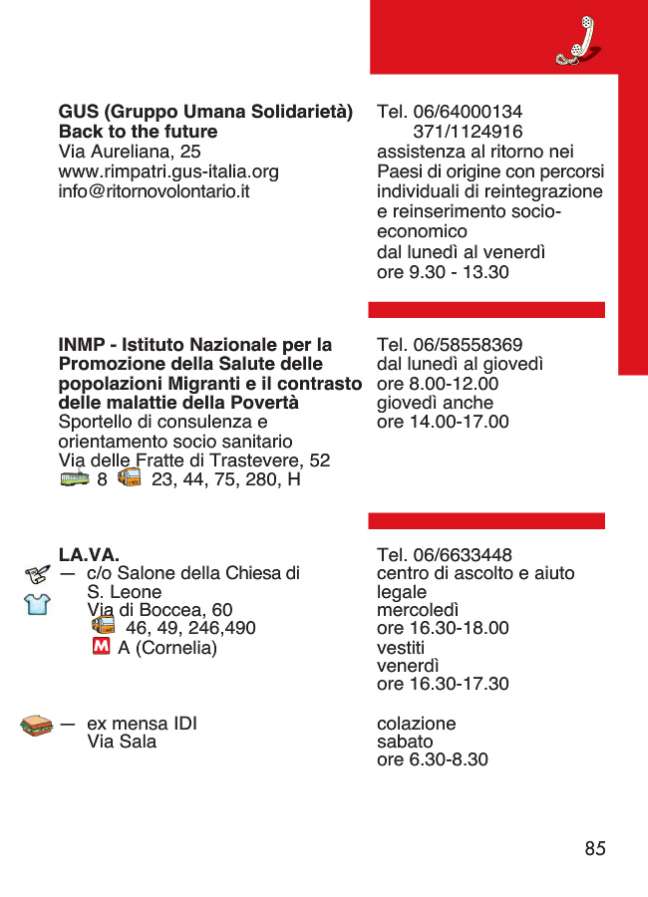 GUS (Gruppo Umana Solidarietà)
Back to the future
Via Aureliana, 25
www.rimpatri.gus-italia.org
info@ritornovolontario.it
Tel. 06/64000134
371/1124916
assistenza al ritorno nei
Paesi di origine con percorsi
individuali di reintegrazione
e reinserimento socio-
economico
dal lunedì al venerdì
ore 9.30 - 13.30
INMP - Istituto Nazionale per la
Promozione della Salute delle
popolazioni Migranti e il contrasto
delle malattie della Povertà
Sportello di consulenza e
orientamento socio sanitario
Via delle Fratte di Trastevere, 52
8 23, 44, 75, 280, H
Tel. 06/58558369
dal lunedì al giovedì
ore 8.00-12.00
giovedì anche
ore 14.00-17.00
LA.VA.
— c/o Salone della Chiesa di
S. Leone
Via di Boccea, 60
46, 49, 246,490
M A (Cornelia)
Tel. 06/6633448
centro di ascolto e aiuto
legale
mercoledì
ore 16.30-18.00
vestiti
venerdì
ore 16.30-17.30
— ex mensa IDI
Via Sala
colazione
sabato
ore 6.30-8.30
85